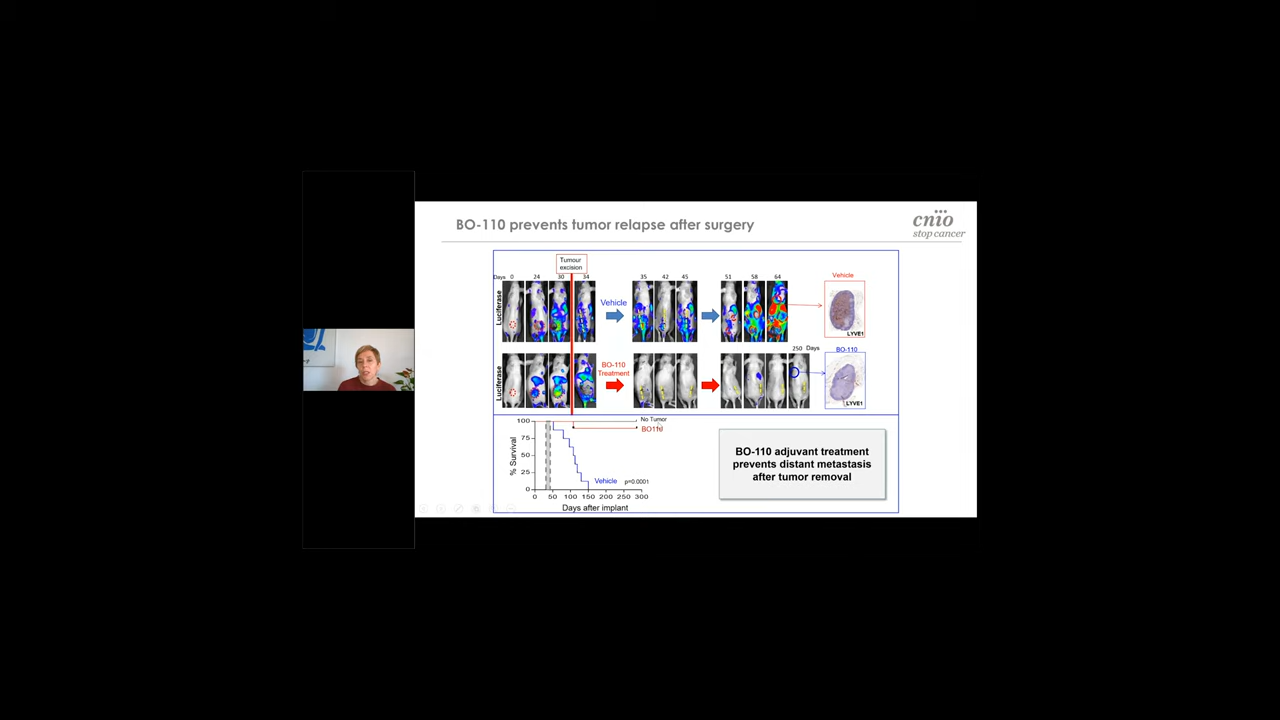 BO-110 prevents tumor relapse after surgery
cnio
stop cancer
Tumour
excision
Days 0 24 30 34 35 42 45 51 58 64
Vehicle
Luciferase
Vehicle
LYVE1
250 Days
BO-110
Luciferase
BO-110
Treatment
LYVE1
No Tumor
BO110
100
75
50
25
0
% Survival
Vehicle
p=0.0001
0 50 100 150 200 250 300
Days after implant
BO-110 adjuvant treatment
prevents distant metastasis
after tumor removal